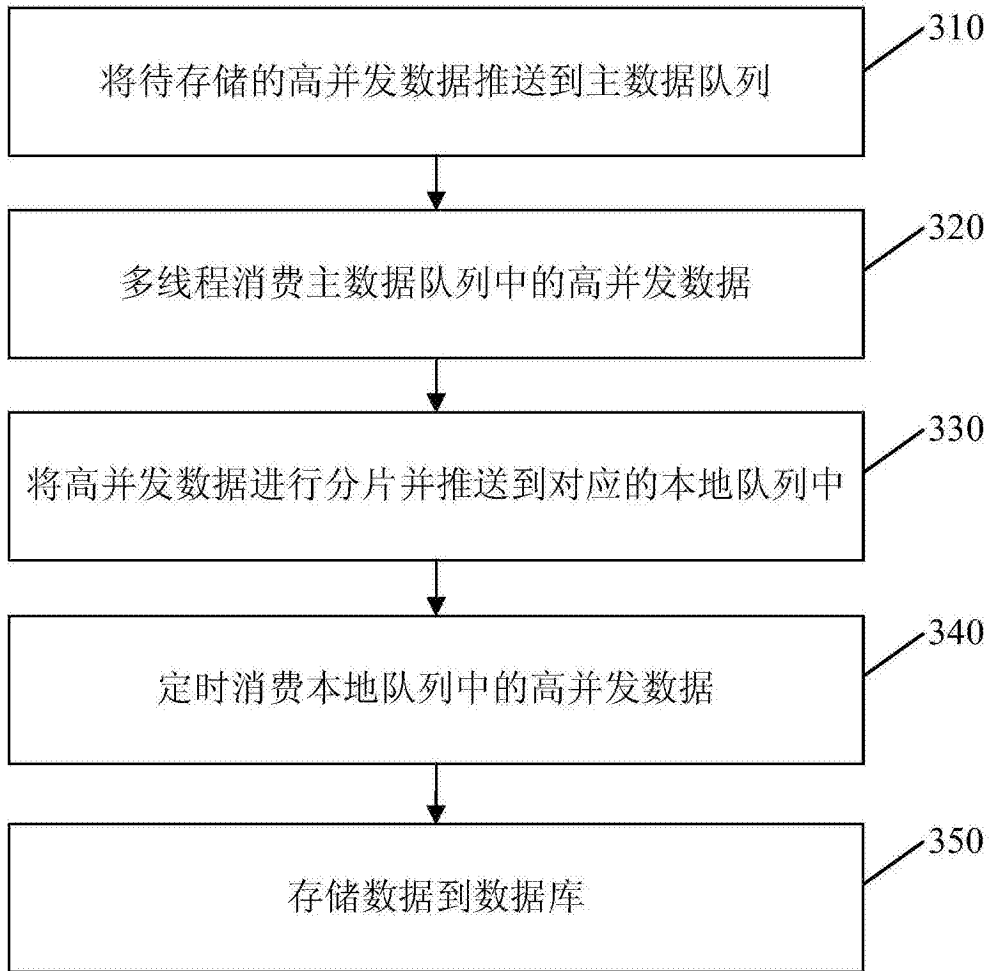 310
将待存储的高并发数据推送到主数据队列
320
多线程消费主数据队列中的高并发数据
330
将高并发数据进行分片并推送到对应的本地队列中
340
定时消费本地队列中的高并发数据
350
存储数据到数据库